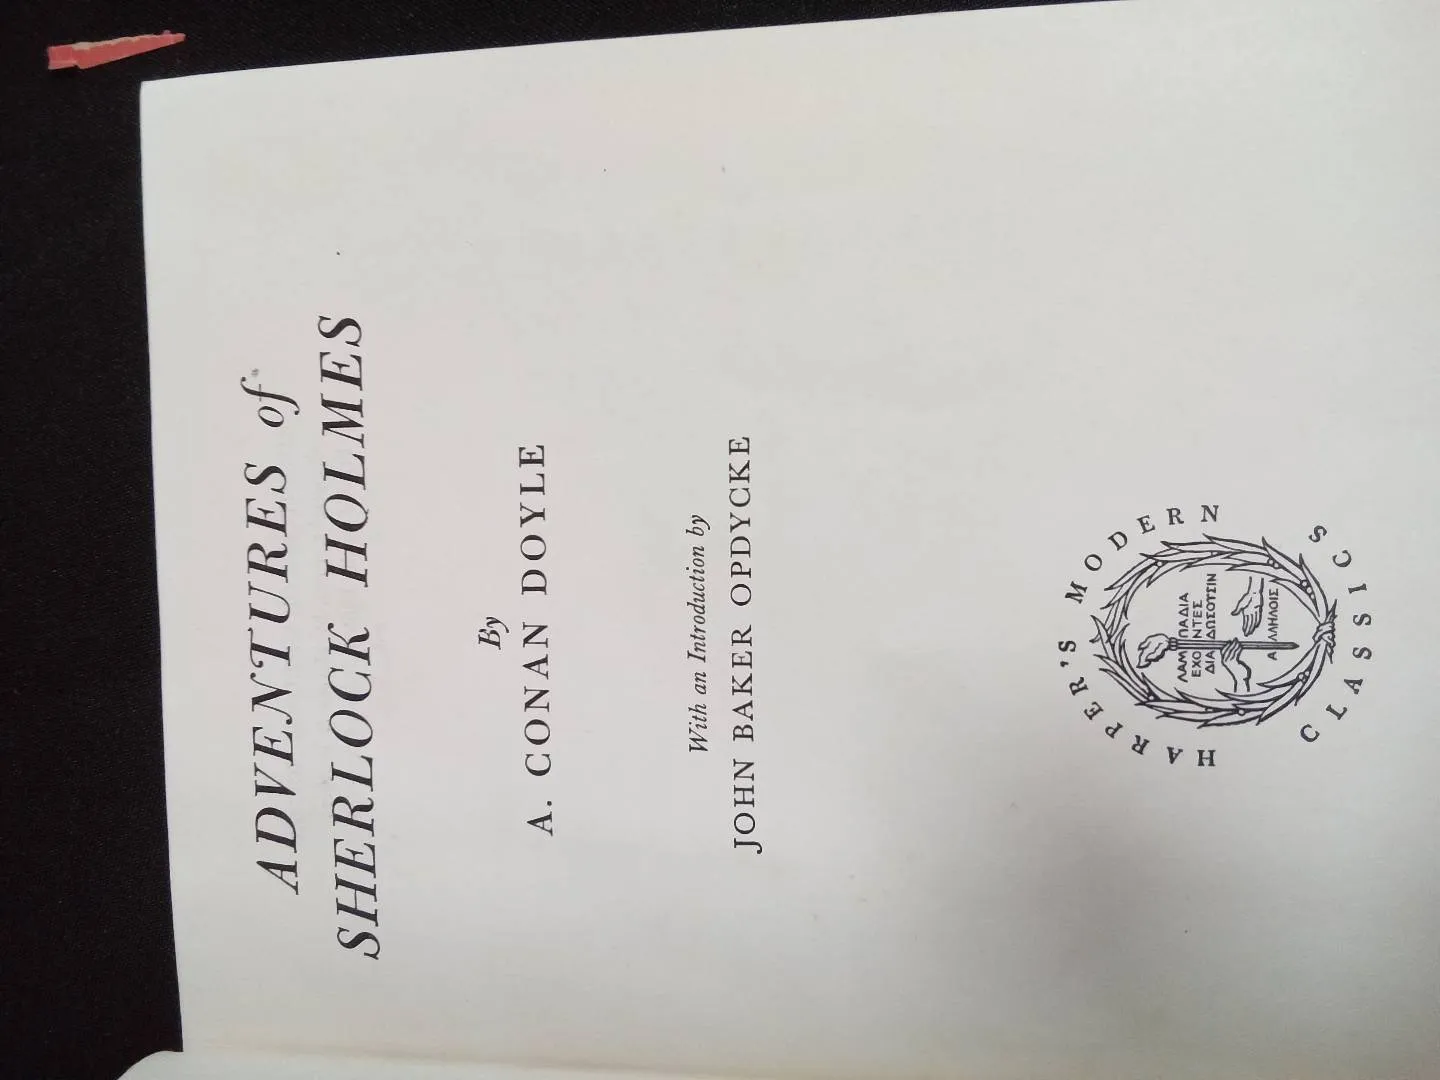 ADVENTURES of
SHERLOCK HOLMES
By
A. CONAN DOYLE
With an Introduction by
JOHN BAKER OPDYCKE
HARPER'S MODERN
ΛΑΜΠΑΔΙΑ
ΕΧΟΝΤΕΣ
ΔΙΑΔΩΣΟΥΣΙΝ
ΑΛΛΗΛΟΙΣ
CLASSICS